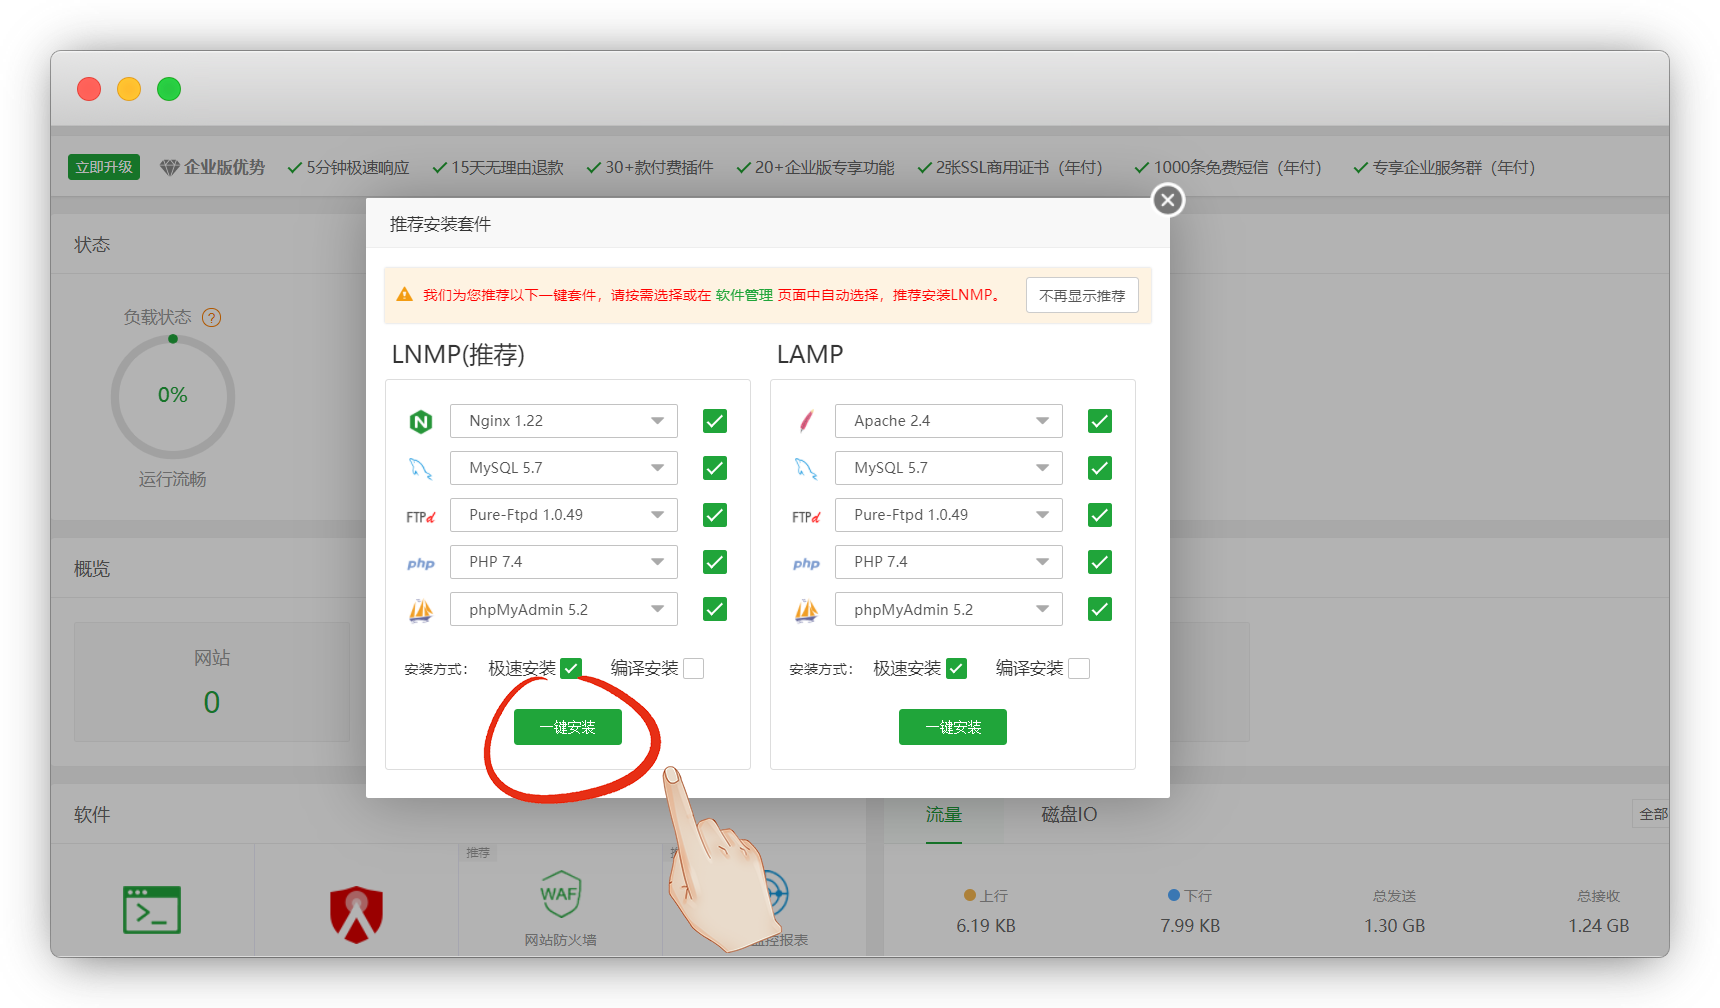 立即升级 企业版优势 5分钟极速响应 15天无理由退款 30+款付费插件 20+企业版专享功能 2张SSL商用证书（年付） 1000条免费短信（年付） 专享企业服务群（年付）
推荐安装套件
状态
我们为您推荐以下一键套件，请按需选择或在 软件管理 页面中自动选择，推荐安装LNMP。 不再显示推荐
负载状态 ?
0%
运行流畅
LNMP(推荐)
Nginx 1.22
MySQL 5.7
FTPd Pure-Ftpd 1.0.49
php PHP 7.4
phpMyAdmin 5.2
安装方式： 极速安装 编译安装
一键安装
LAMP
Apache 2.4
MySQL 5.7
FTPd Pure-Ftpd 1.0.49
php PHP 7.4
phpMyAdmin 5.2
安装方式： 极速安装 编译安装
一键安装
概览
网站
0
软件
推荐
WAF
网站防火墙
控报表
流量 磁盘IO 全部
上行 下行 总发送 总接收
6.19 KB 7.99 KB 1.30 GB 1.24 GB